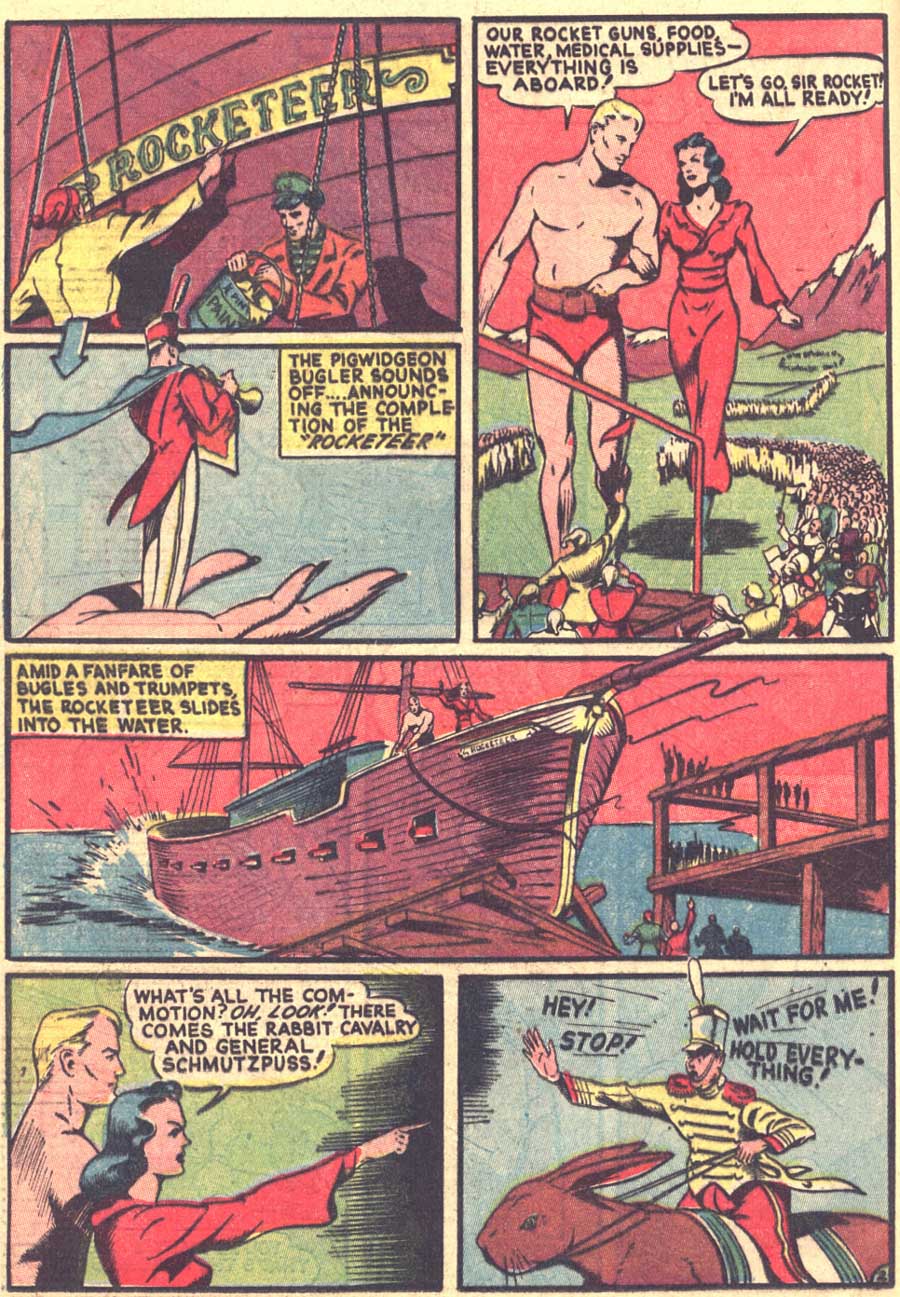 ROCKETEER
PAINT
THE PIGWIDGEON
BUGLER SOUNDS
OFF....ANNOUNC-
ING THE COMPLE-
TION OF THE
"ROCKETEER"
OUR ROCKET GUNS, FOOD,
WATER, MEDICAL SUPPLIES—
EVERYTHING IS
ABOARD!
LET'S GO, SIR ROCKET!
I'M ALL READY!
AMID A FANFARE OF
BUGLES AND TRUMPETS,
THE ROCKETEER SLIDES
INTO THE WATER.
ROCKETEER
WHAT'S ALL THE COM-
MOTION? OH, LOOK! THERE
COMES THE RABBIT CAVALRY
AND GENERAL
SCHMUTZPUSS!
HEY!
STOP!
WAIT FOR ME!
HOLD EVERY-
THING!
2